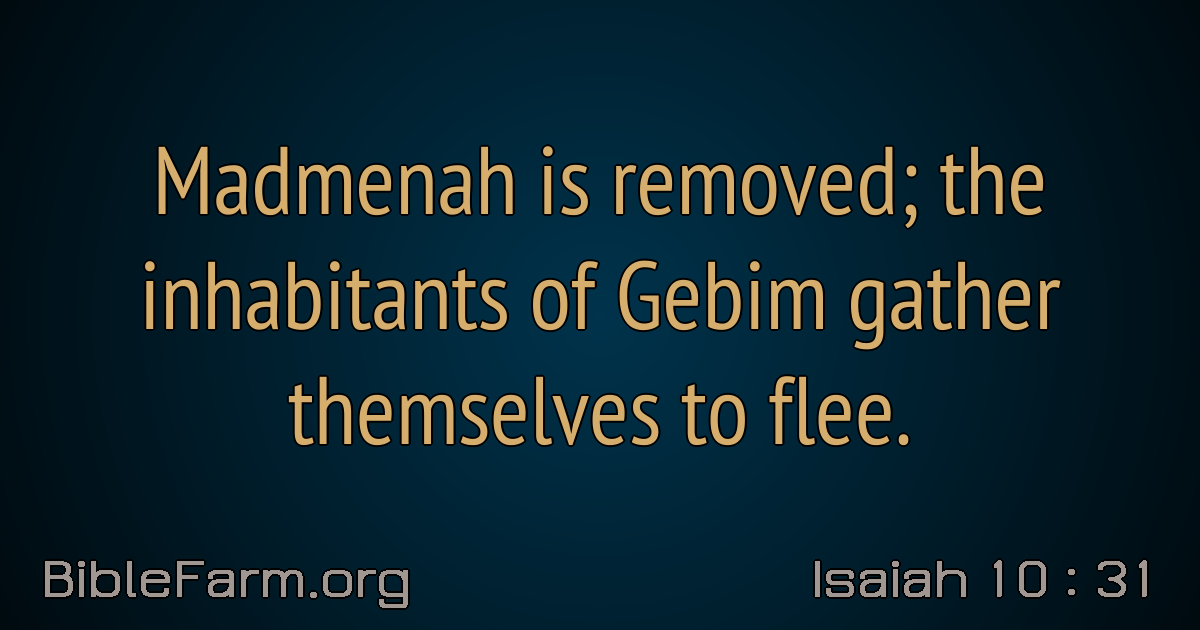 Madmenah is removed; the
inhabitants of Gebim gather
themselves to flee.
BibleFarm.org
Isaiah 10 : 31